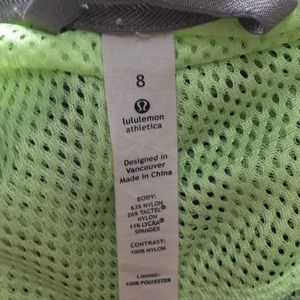 8
lululemon
athletica
Designed in
Vancouver
Made in China
BODY:
63% NYLON
26% TACTEL®
NYLON
11% LYCRA®
SPANDEX
CONTRAST:
100% NYLON
LINING:
100% POLYESTER